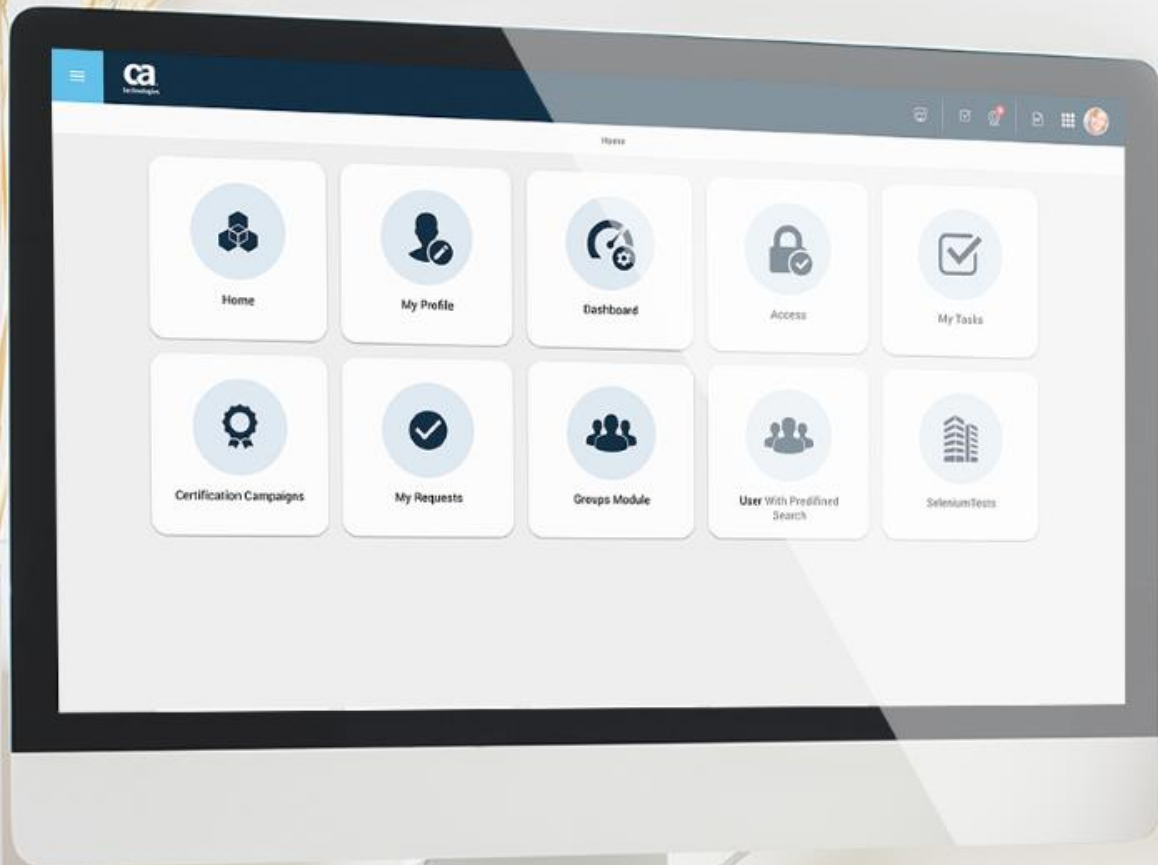 ca
technologies
Home
Home
My Profile
Dashboard
Access
My Tasks
Certification Campaigns
My Requests
Groups Module
User With Predifined
Search
SeleniumTests